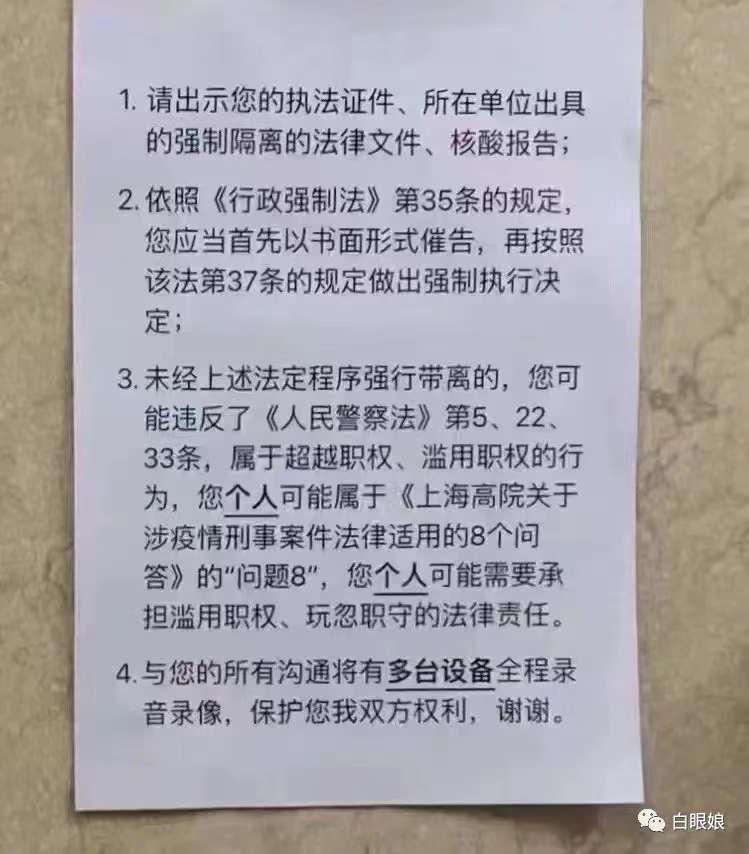 1. 请出示您的执法证件、所在单位出具
的强制隔离的法律文件、核酸报告；
2. 依照《行政强制法》第35条的规定，
您应当首先以书面形式催告，再按照
该法第37条的规定做出强制执行决
定；
3. 未经上述法定程序强行带离的，您可
能违反了《人民警察法》第5、22、
33条，属于超越职权、滥用职权的行
为，您个人可能属于《上海高院关于
涉疫情刑事案件法律适用的8个问
答》的“问题8”，您个人可能需要承
担滥用职权、玩忽职守的法律责任。
4. 与您的所有沟通将有多台设备全程录
音录像，保护您我双方权利，谢谢。
白眼娘